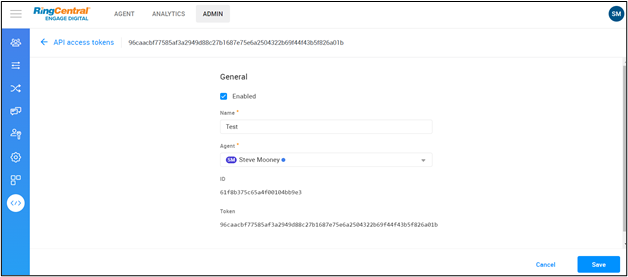 RingCentral
ENGAGE DIGITAL
AGENT
ANALYTICS
ADMIN
SM
API access tokens
96caacbf77585af3a2949d88c27b1687e75e6a2504322b69f44f43b5f826a01b
General
Enabled
Name *
Test
Agent *
SM Steve Mooney
ID
61f8b375c65a4f00104bb9e3
Token
96caacbf77585af3a2949d88c27b1687e75e6a2504322b69f44f43b5f826a01b
Cancel
Save